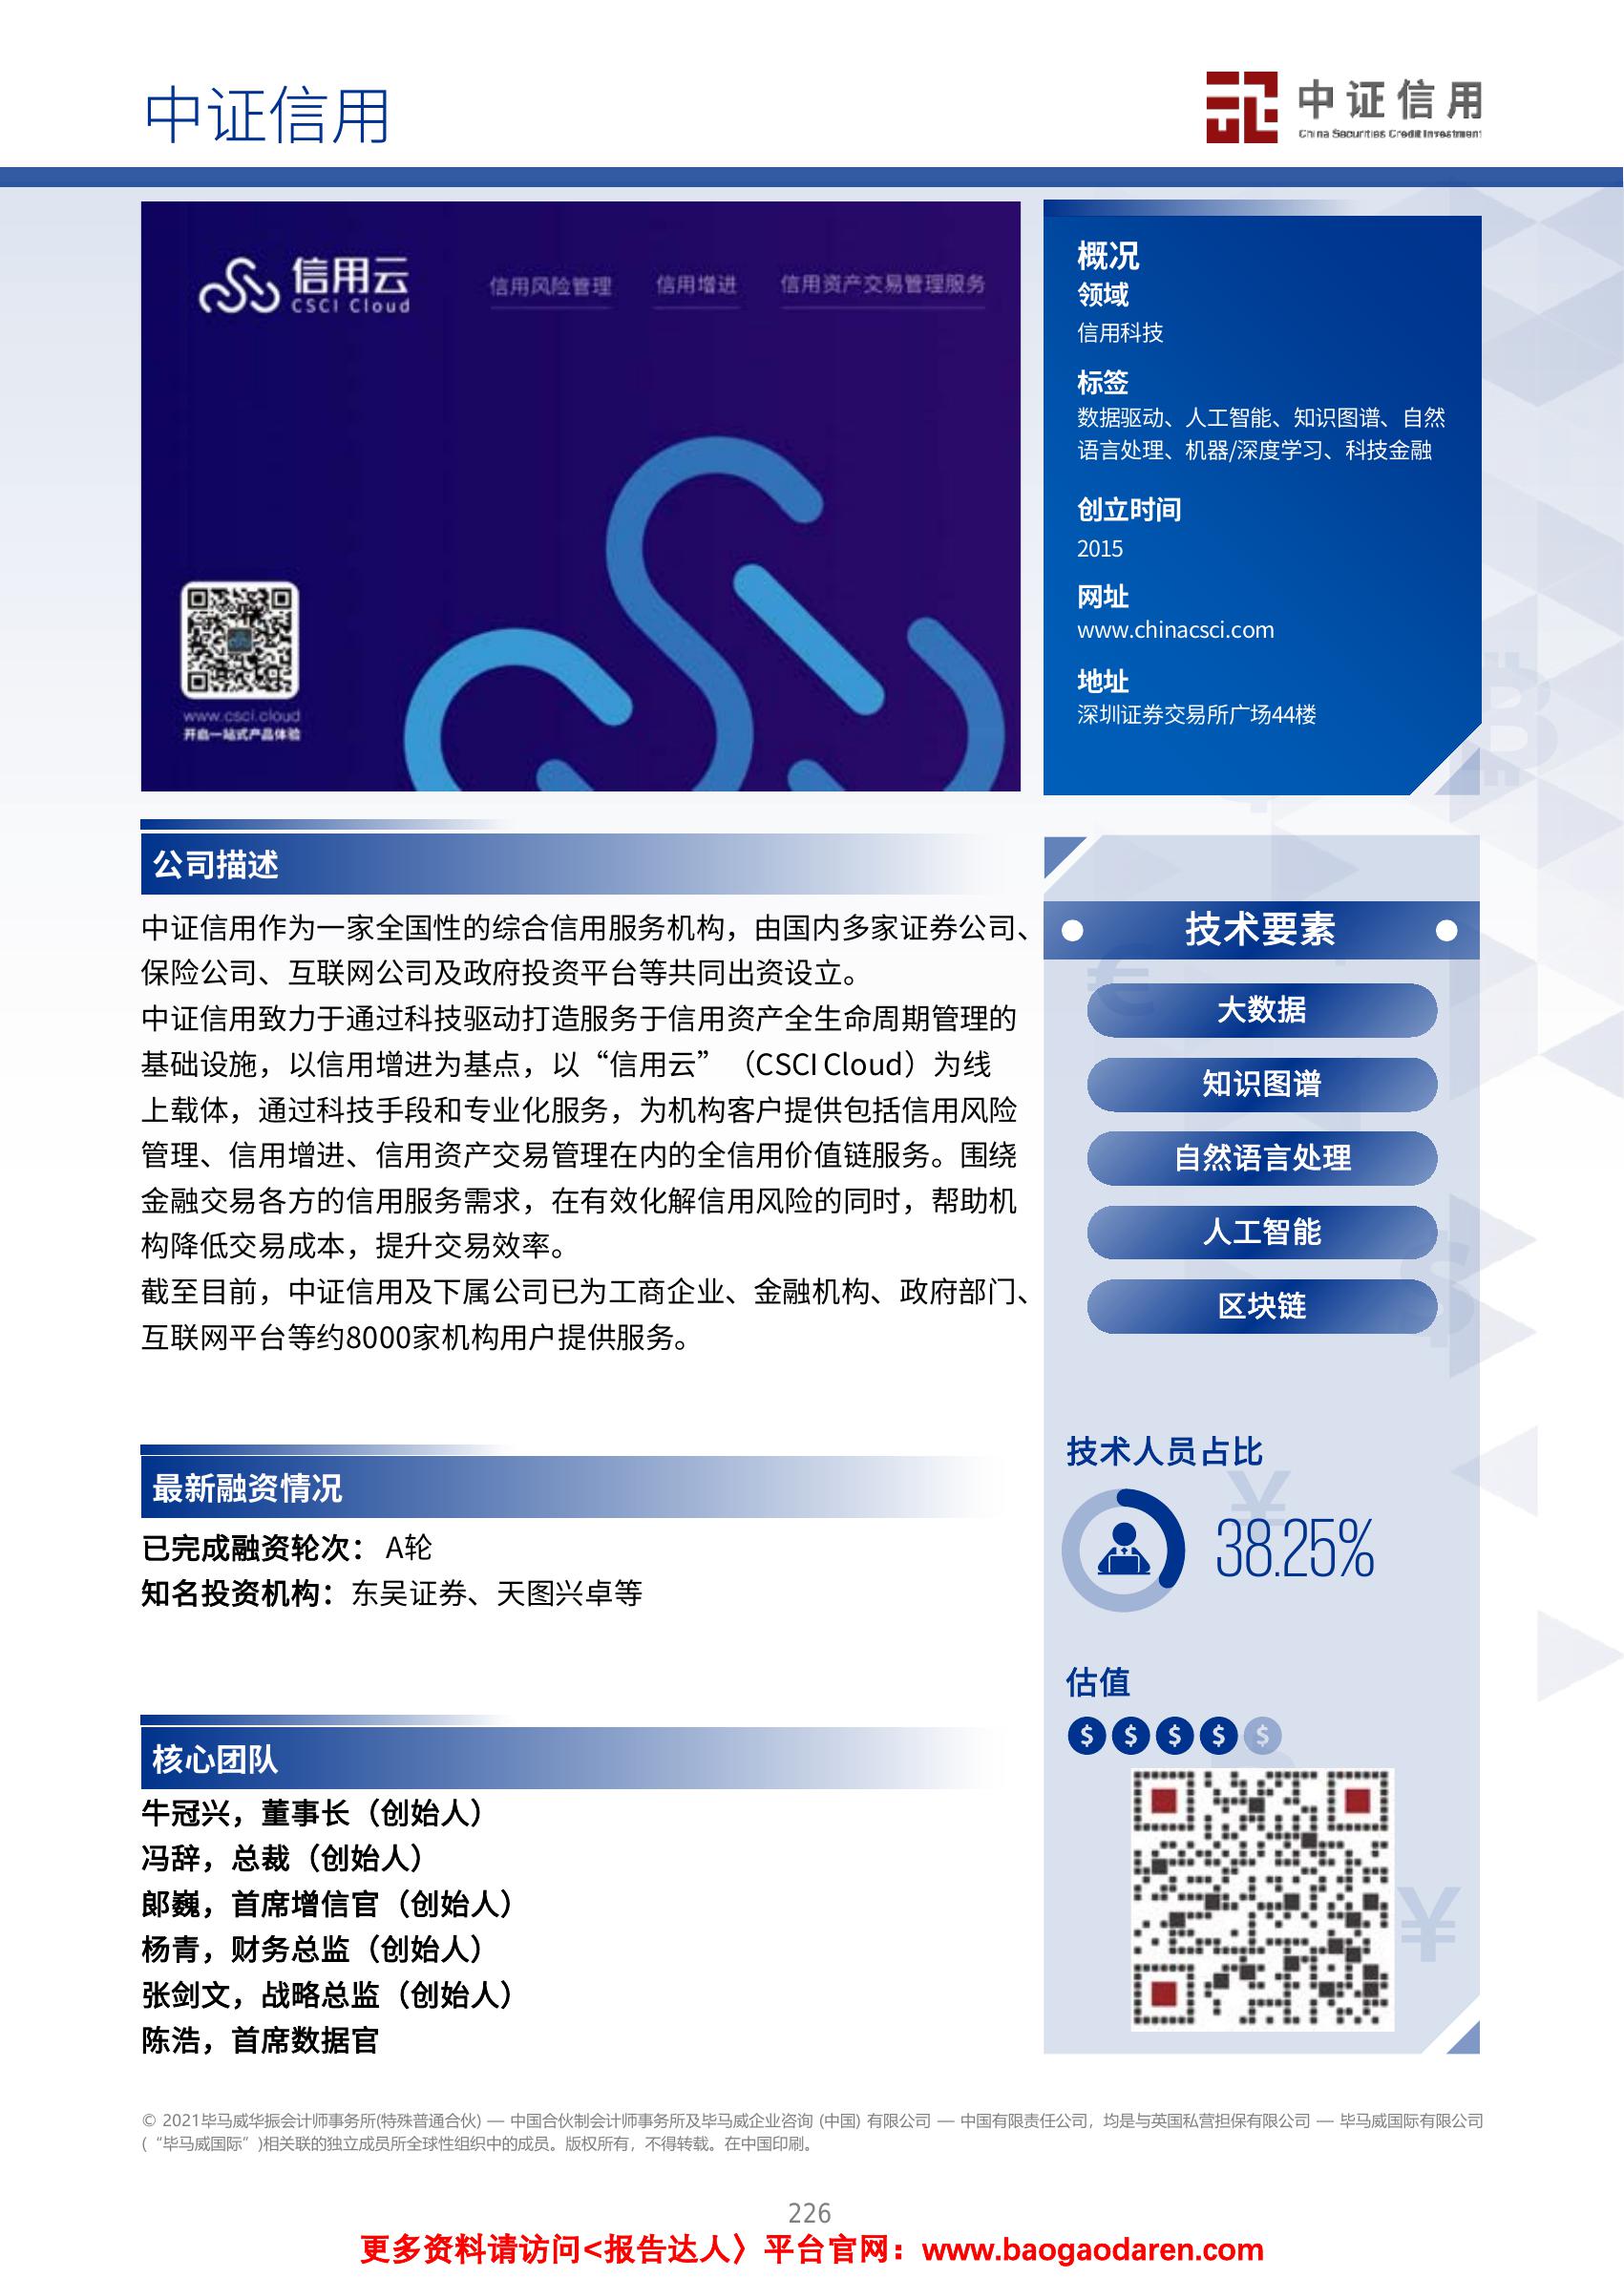 中证信用
中证信用
China Securities Credit Investment
信用云
CSCI Cloud
信用风险管理 信用增进 信用资产交易管理服务
www.csci.cloud
开启一站式产品体验
概况
领域
信用科技
标签
数据驱动、人工智能、知识图谱、自然
语言处理、机器/深度学习、科技金融
创立时间
2015
网址
www.chinacsci.com
地址
深圳证券交易所广场44楼
公司描述
中证信用作为一家全国性的综合信用服务机构，由国内多家证券公司、
保险公司、互联网公司及政府投资平台等共同出资设立。
中证信用致力于通过科技驱动打造服务于信用资产全生命周期管理的
基础设施，以信用增进为基点，以“信用云”（CSCI Cloud）为线
上载体，通过科技手段和专业化服务，为机构客户提供包括信用风险
管理、信用增进、信用资产交易管理在内的全信用价值链服务。围绕
金融交易各方的信用服务需求，在有效化解信用风险的同时，帮助机
构降低交易成本，提升交易效率。
截至目前，中证信用及下属公司已为工商企业、金融机构、政府部门、
互联网平台等约8000家机构用户提供服务。
最新融资情况
已完成融资轮次： A轮
知名投资机构：东吴证券、天图兴卓等
核心团队
牛冠兴，董事长（创始人）
冯辞，总裁（创始人）
郎巍，首席增信官（创始人）
杨青，财务总监（创始人）
张剑文，战略总监（创始人）
陈浩，首席数据官
技术要素
大数据
知识图谱
自然语言处理
人工智能
区块链
技术人员占比
38.25%
估值
$ $ $ $ $
© 2021毕马威华振会计师事务所(特殊普通合伙) — 中国合伙制会计师事务所及毕马威企业咨询 (中国) 有限公司 — 中国有限责任公司，均是与英国私营担保有限公司 — 毕马威国际有限公司
(“毕马威国际”)相关联的独立成员所全球性组织中的成员。版权所有，不得转载。在中国印刷。
226
更多资料请访问<报告达人〉平台官网：www.baogaodaren.com